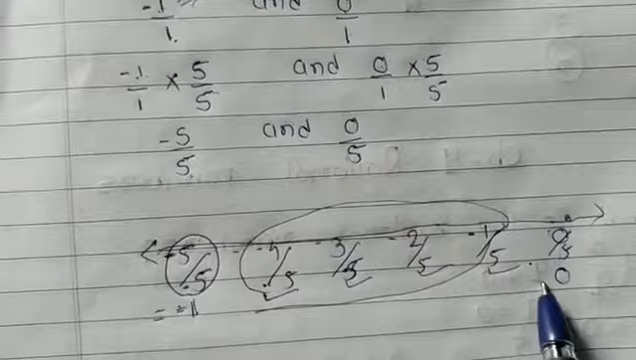 -1/1 and 0/1
-1/1 × 5/5 and 0/1 × 5/5
-5/5 and 0/5
-5/5 -4/5 -3/5 -2/5 -1/5 0/5
= -1 0